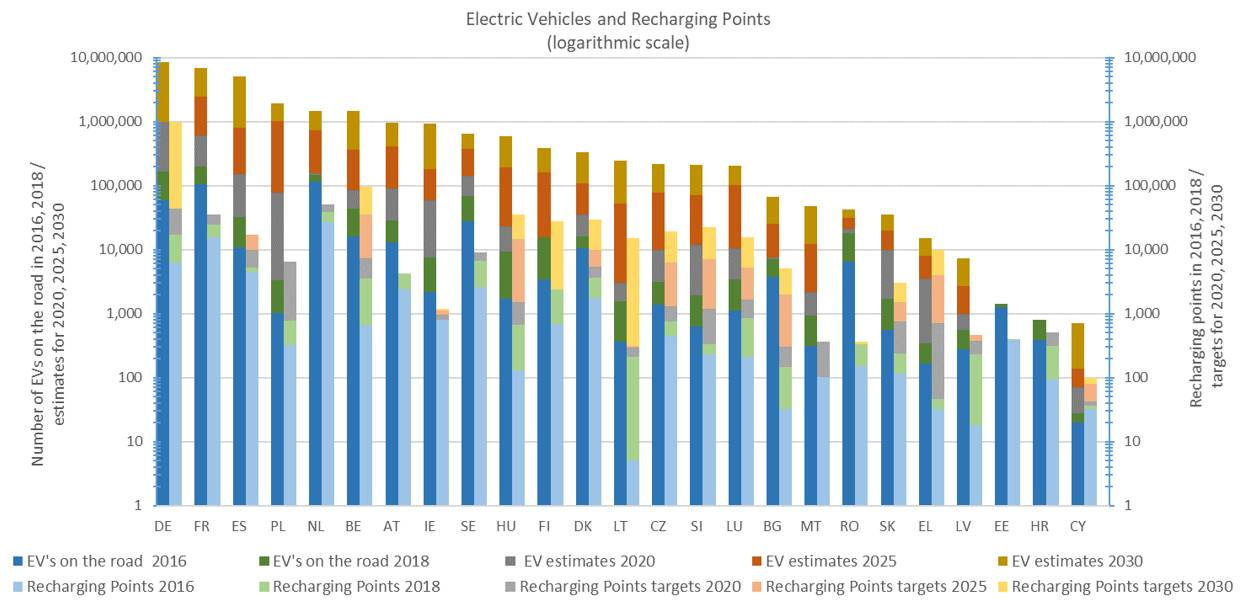 Electric Vehicles and Recharging Points
(logarithmic scale)
Number of EVs on the road in 2016, 2018 /
estimates for 2020, 2025, 2030
10,000,000
1,000,000
100,000
10,000
1,000
100
10
1
10,000,000
1,000,000
100,000
10,000
1,000
100
10
1
Recharging points in 2016, 2018 /
targets for 2020, 2025, 2030
DE FR ES PL NL BE AT IE SE HU FI DK LT CZ SI LU BG MT RO SK EL LV EE HR CY
EV's on the road 2016 EV's on the road 2018 EV estimates 2020 EV estimates 2025 EV estimates 2030
Recharging Points 2016 Recharging Points 2018 Recharging Points targets 2020 Recharging Points targets 2025 Recharging Points targets 2030